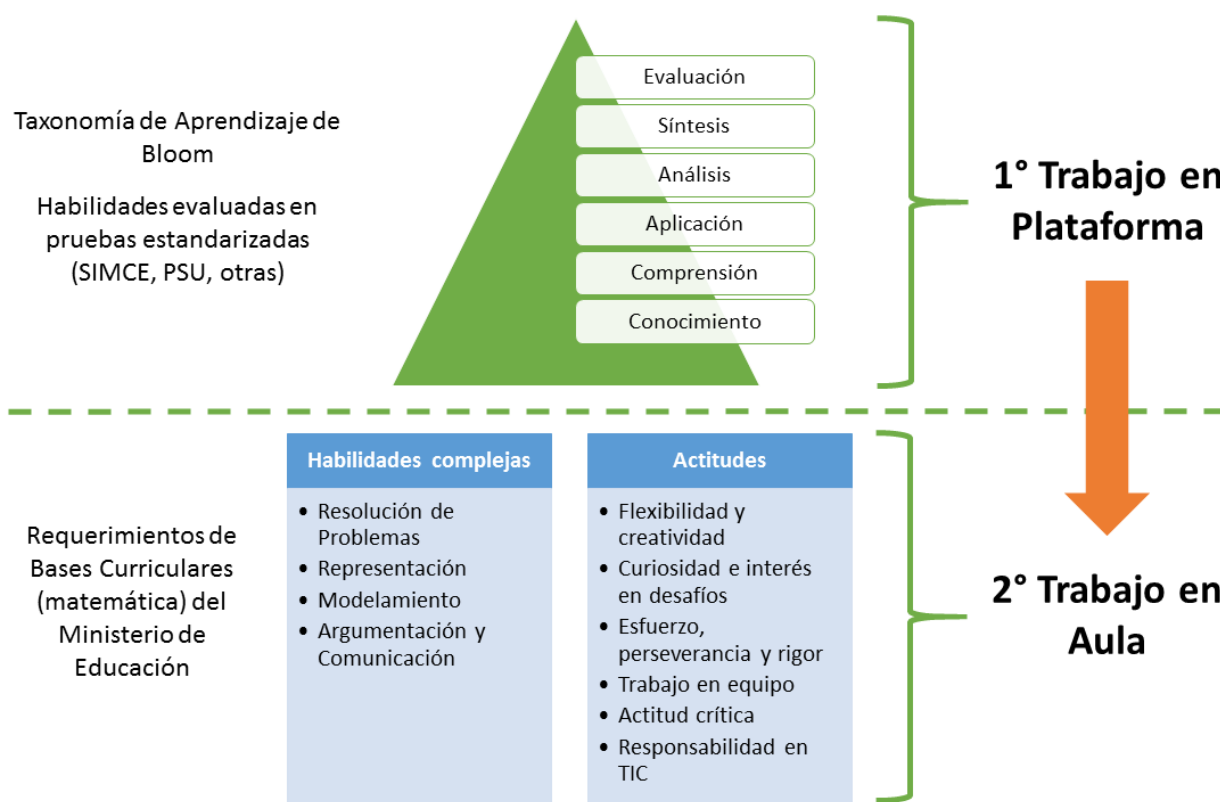 Taxonomía de Aprendizaje de
Bloom
Habilidades evaluadas en
pruebas estandarizadas
(SIMCE, PSU, otras)
Evaluación
Síntesis
Análisis
Aplicación
Comprensión
Conocimiento
1° Trabajo en
Plataforma
Requerimientos de
Bases Curriculares
(matemática) del
Ministerio de
Educación
Habilidades complejas
• Resolución de
Problemas
• Representación
• Modelamiento
• Argumentación y
Comunicación
Actitudes
• Flexibilidad y
creatividad
• Curiosidad e interés
en desafíos
• Esfuerzo,
perseverancia y rigor
• Trabajo en equipo
• Actitud crítica
• Responsabilidad en
TIC
2° Trabajo en
Aula